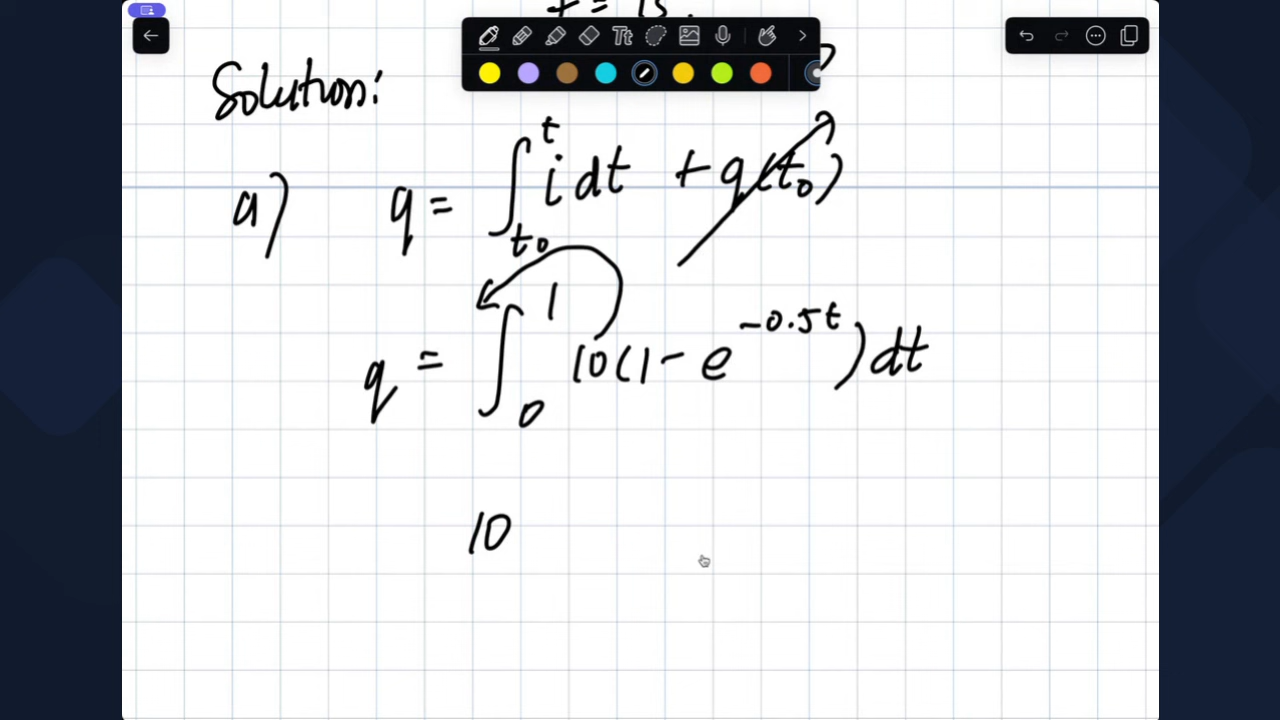 Solution:
a) q = ∫_{t₀}^{t} i dt + q(t₀)
q = ∫_{0}^{1} 10(1 - e^{-0.5t}) dt
10